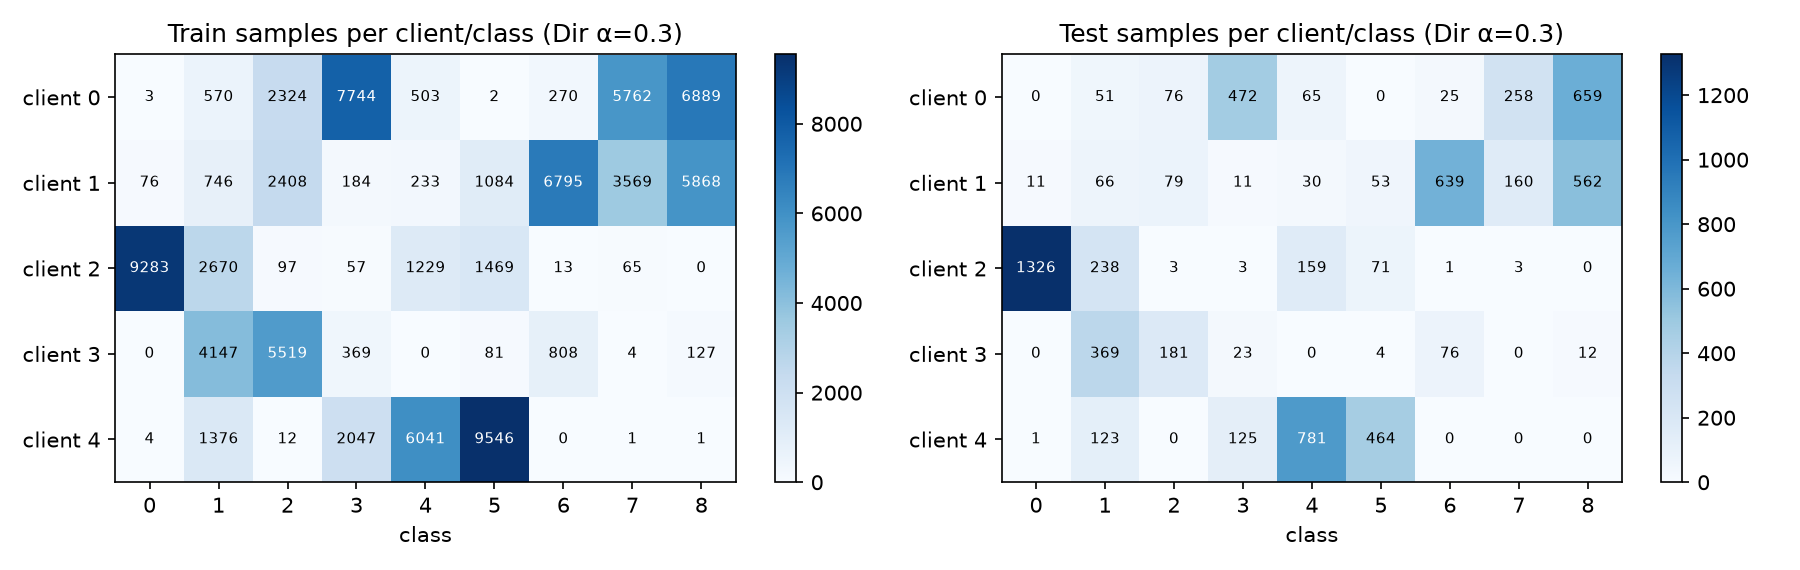 Train samples per client/class (Dir α=0.3)
client 0 3 570 2324 7744 503 2 270 5762 6889
client 1 76 746 2408 184 233 1084 6795 3569 5868
client 2 9283 2670 97 57 1229 1469 13 65 0
client 3 0 4147 5519 369 0 81 808 4 127
client 4 4 1376 12 2047 6041 9546 0 1 1
0 1 2 3 4 5 6 7 8
class
8000
6000
4000
2000
0
Test samples per client/class (Dir α=0.3)
client 0 0 51 76 472 65 0 25 258 659
client 1 11 66 79 11 30 53 639 160 562
client 2 1326 238 3 3 159 71 1 3 0
client 3 0 369 181 23 0 4 76 0 12
client 4 1 123 0 125 781 464 0 0 0
0 1 2 3 4 5 6 7 8
class
1200
1000
800
600
400
200
0